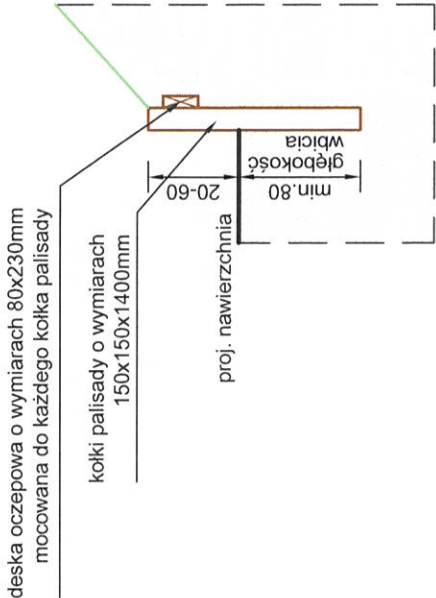 deska oczepowa o wymiarach 80x230mm
mocowana do każdego kołka palisady
kołki palisady o wymiarach
150x150x1400mm
proj. nawierzchnia
20-60
min.80
głębokość
wbicia